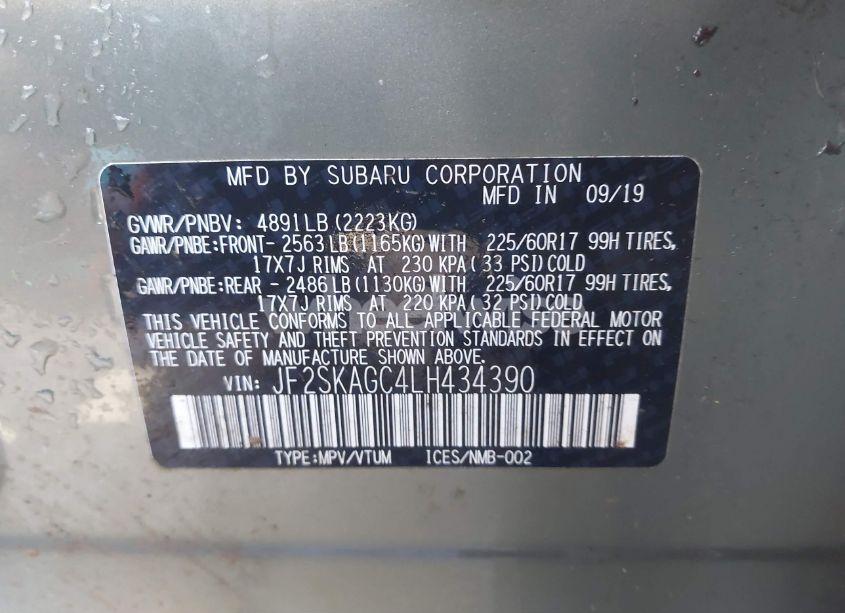 MFD BY SUBARU CORPORATION
MFD IN 09/19
GVWR/PNBV: 4891LB (2223KG)
GAWR/PNBE:FRONT- 2563LB(1165KG)WITH 225/60R17 99H TIRES,
17X7J RIMS AT 230 KPA(33 PSI)COLD
GAWR/PNBE:REAR - 2486LB(1130KG)WITH 225/60R17 99H TIRES,
17X7J RIMS AT 220 KPA(32 PSI)COLD
THIS VEHICLE CONFORMS TO ALL APPLICABLE FEDERAL MOTOR
VEHICLE SAFETY AND THEFT PREVENTION STANDARDS IN EFFECT ON
THE DATE OF MANUFACTURE SHOWN ABOVE.
VIN: JF2SKAGC4LH434390
TYPE:MPV/VTUM ICES/NMB-002